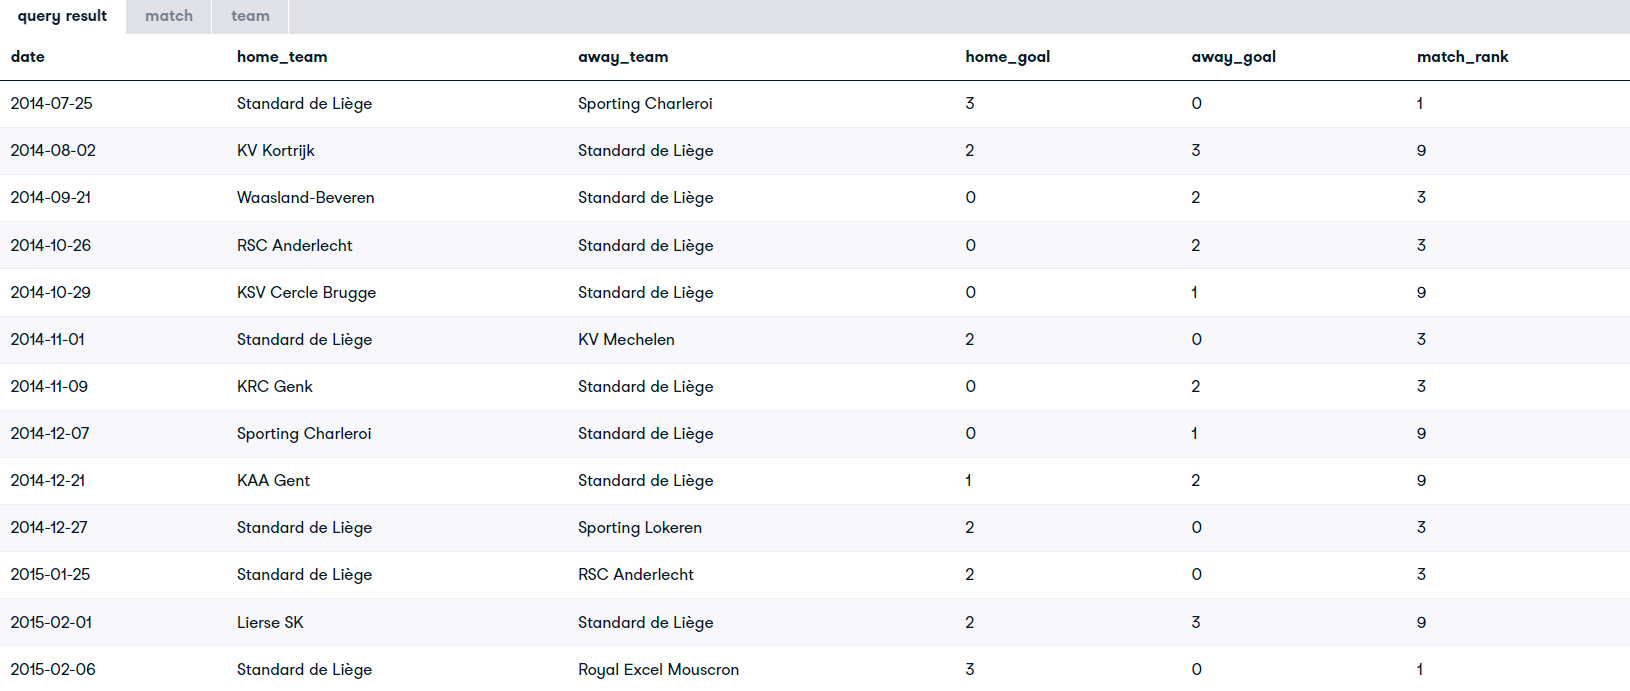 query result match team
date home_team away_team home_goal away_goal match_rank
2014-07-25 Standard de Liège Sporting Charleroi 3 0 1
2014-08-02 KV Kortrijk Standard de Liège 2 3 9
2014-09-21 Waasland-Beveren Standard de Liège 0 2 3
2014-10-26 RSC Anderlecht Standard de Liège 0 2 3
2014-10-29 KSV Cercle Brugge Standard de Liège 0 1 9
2014-11-01 Standard de Liège KV Mechelen 2 0 3
2014-11-09 KRC Genk Standard de Liège 0 2 3
2014-12-07 Sporting Charleroi Standard de Liège 0 1 9
2014-12-21 KAA Gent Standard de Liège 1 2 9
2014-12-27 Standard de Liège Sporting Lokeren 2 0 3
2015-01-25 Standard de Liège RSC Anderlecht 2 0 3
2015-02-01 Lierse SK Standard de Liège 2 3 9
2015-02-06 Standard de Liège Royal Excel Mouscron 3 0 1